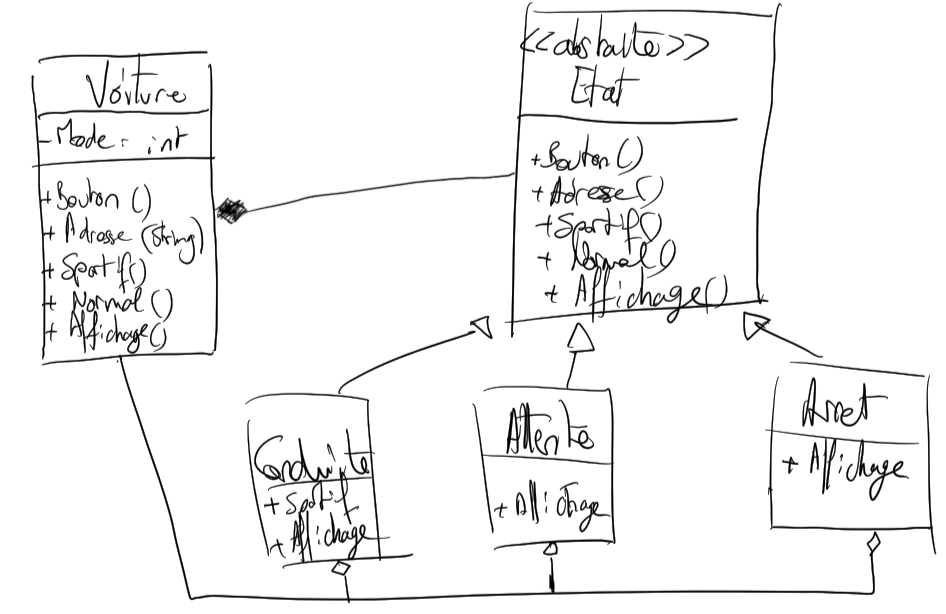 Voiture
- Mode : int
+ Bouton ()
+ Adresse (String)
+ Sportif()
+ Normal ()
+ Affichage()
<<abstraite>>
Etat
+ Bouton ()
+ Adresse()
+ Sportif()
+ Normal ()
+ Affichage()
Conduite
+ Sportif
+ Affichage
Attente
+ Affichage
Arret
+ Affichage